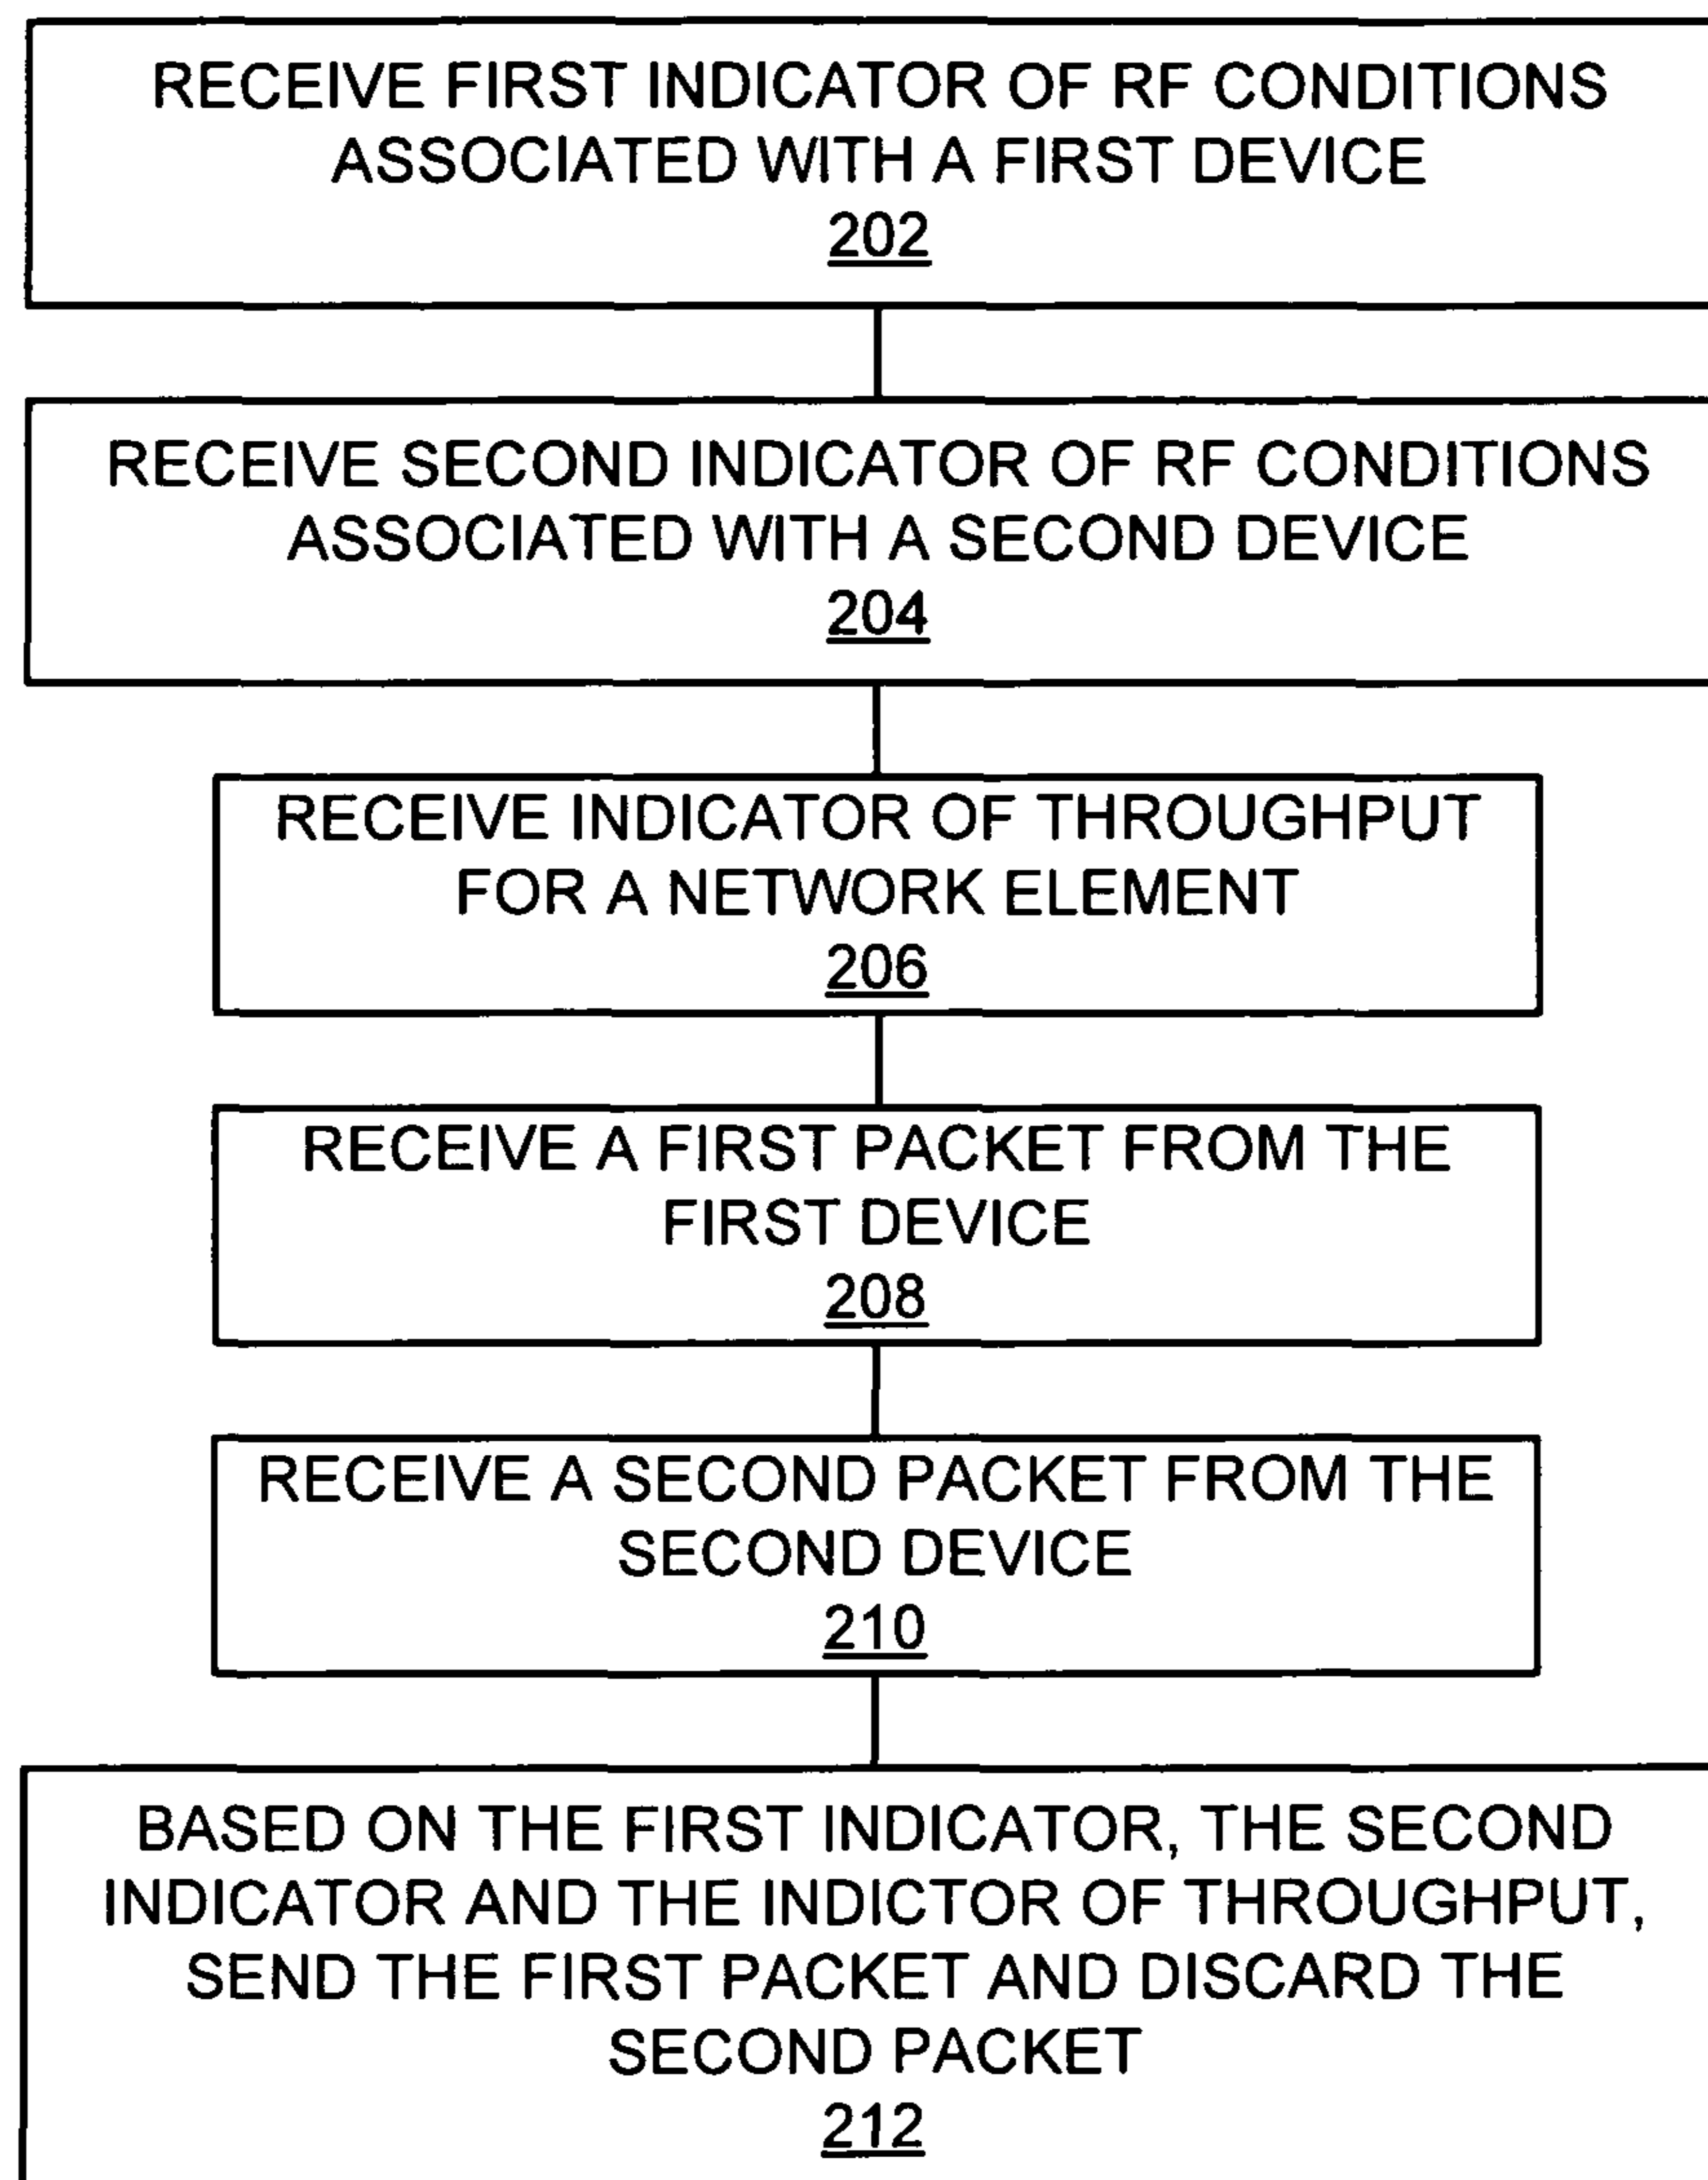 RECEIVE FIRST INDICATOR OF RF CONDITIONS
ASSOCIATED WITH A FIRST DEVICE
202
RECEIVE SECOND INDICATOR OF RF CONDITIONS
ASSOCIATED WITH A SECOND DEVICE
204
RECEIVE INDICATOR OF THROUGHPUT
FOR A NETWORK ELEMENT
206
RECEIVE A FIRST PACKET FROM THE
FIRST DEVICE
208
RECEIVE A SECOND PACKET FROM THE
SECOND DEVICE
210
BASED ON THE FIRST INDICATOR, THE SECOND
INDICATOR AND THE INDICTOR OF THROUGHPUT,
SEND THE FIRST PACKET AND DISCARD THE
SECOND PACKET
212